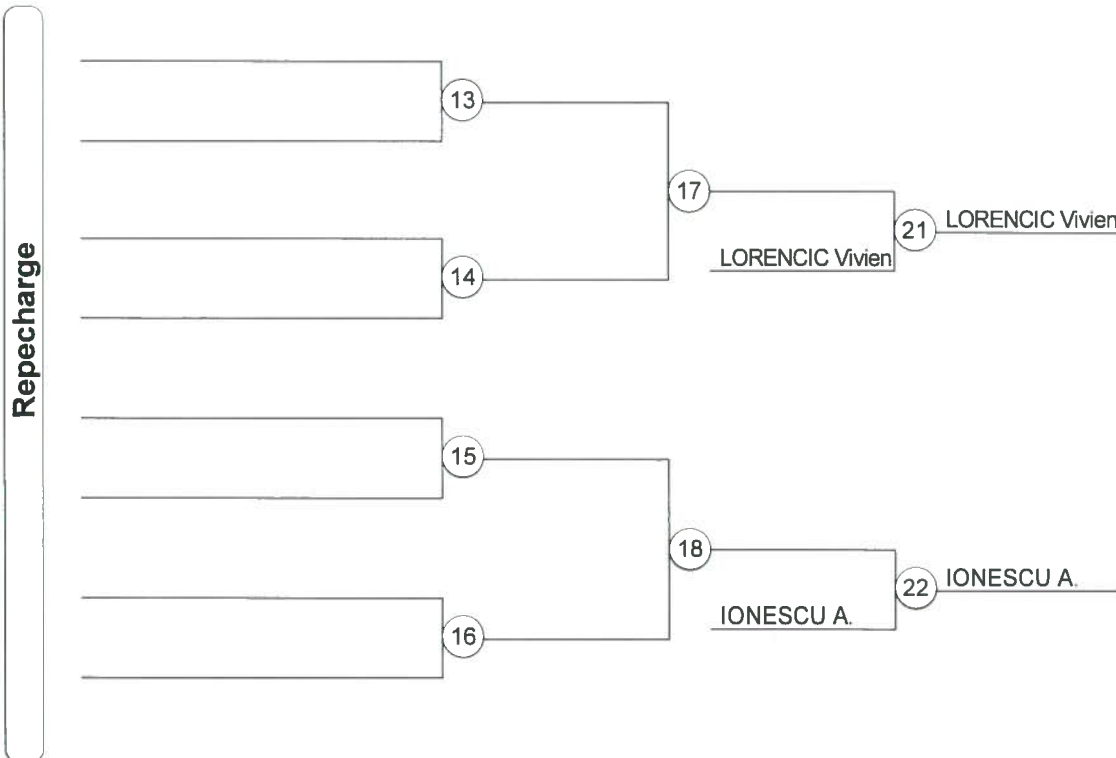 Repecharge
13
14
17
LORENCIC Vivien
21
LORENCIC Vivien
15
16
18
IONESCU A.
22
IONESCU A.